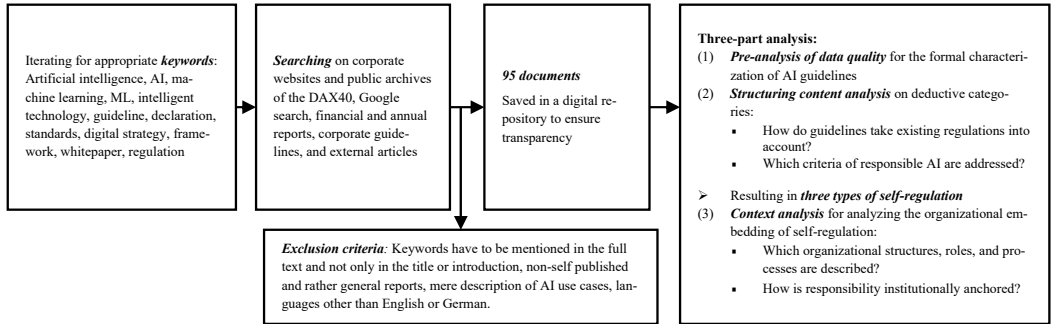 Iterating for appropriate keywords:
Artificial intelligence, AI, ma-
chine learning, ML, intelligent
technology, guideline, declaration,
standards, digital strategy, frame-
work, whitepaper, regulation
Searching on corporate
websites and public archives
of the DAX40, Google
search, financial and annual
reports, corporate guide-
lines, and external articles
95 documents
Saved in a digital re-
pository to ensure
transparency
Exclusion criteria: Keywords have to be mentioned in the full
text and not only in the title or introduction, non-self published
and rather general reports, mere description of AI use cases, lan-
guages other than English or German.
Three-part analysis:
(1) Pre-analysis of data quality for the formal characteri-
zation of AI guidelines
(2) Structuring content analysis on deductive catego-
ries:
▪ How do guidelines take existing regulations into
account?
▪ Which criteria of responsible AI are addressed?
➢ Resulting in three types of self-regulation
(3) Context analysis for analyzing the organizational em-
bedding of self-regulation:
▪ Which organizational structures, roles, and pro-
cesses are described?
▪ How is responsibility institutionally anchored?